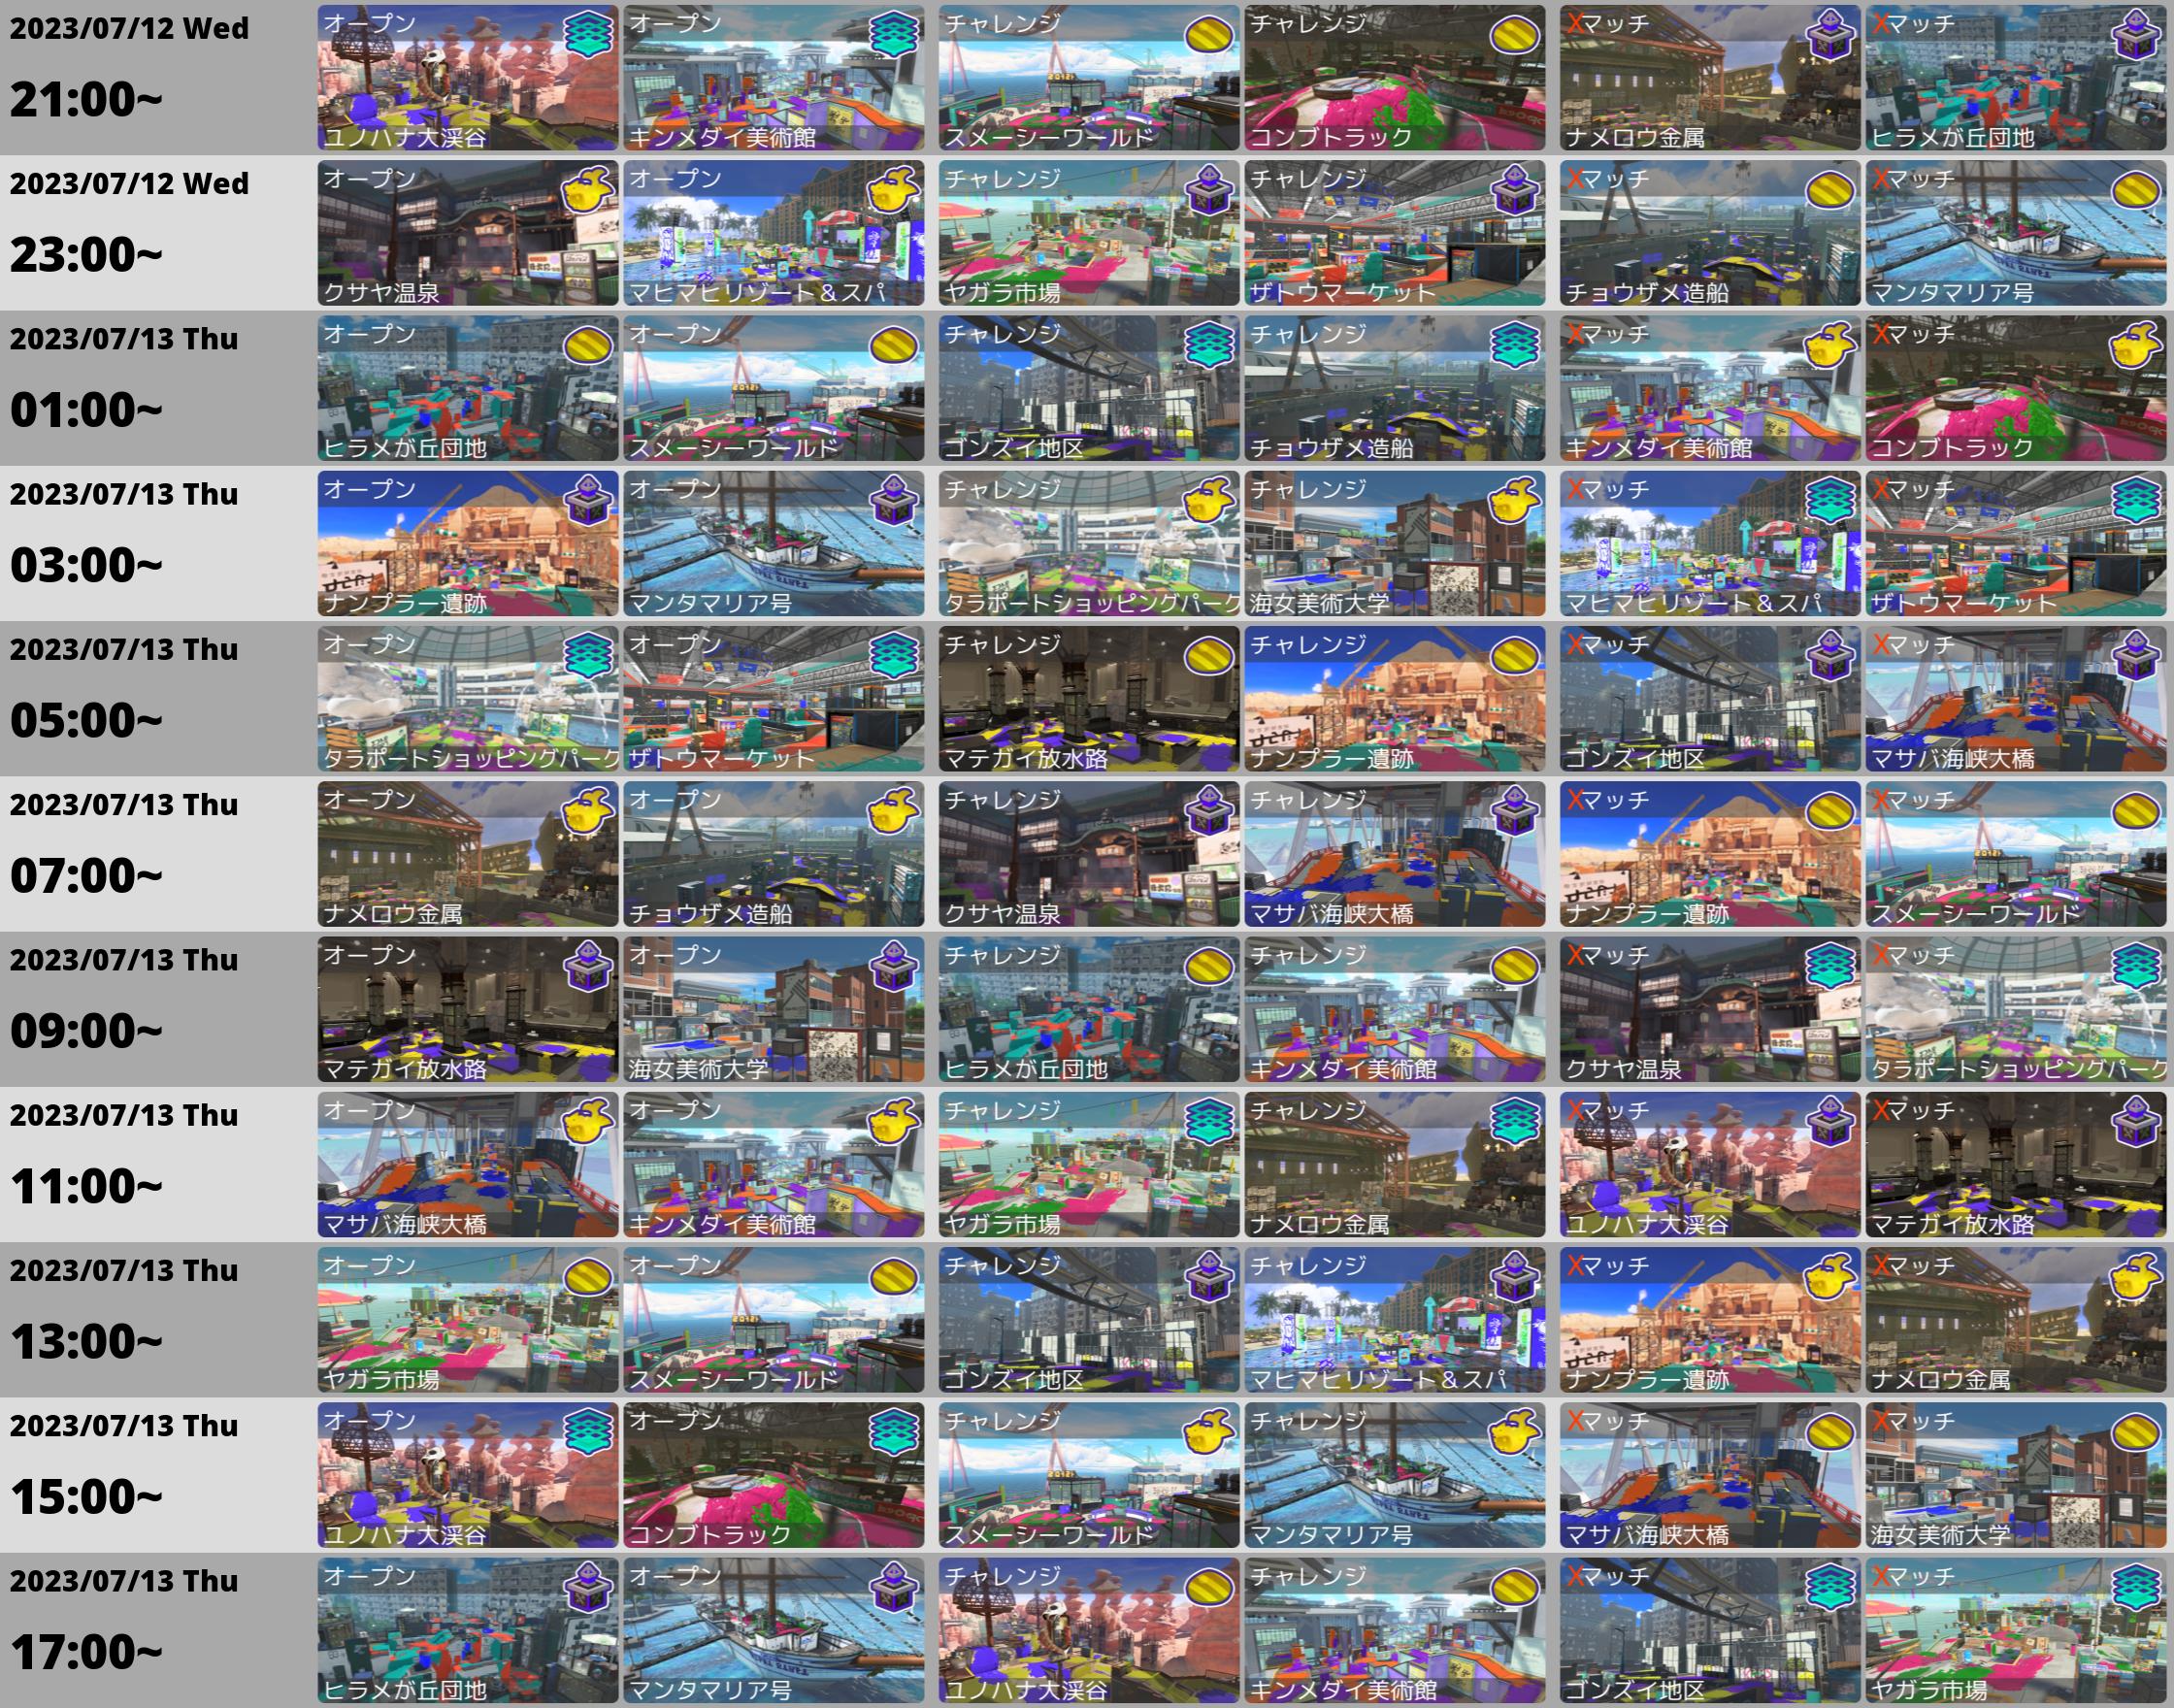 2023/07/12 Wed
21:00~
オープン オープン チャレンジ チャレンジ Xマッチ Xマッチ
ユノハナ大渓谷 キンメダイ美術館 スメーシーワールド コンブトラック ナメロウ金属 ヒラメが丘団地
2023/07/12 Wed
23:00~
オープン オープン チャレンジ チャレンジ Xマッチ Xマッチ
クサヤ温泉 マヒマヒリゾート＆スパ ヤガラ市場 ザトウマーケット チョウザメ造船 マンタマリア号
2023/07/13 Thu
01:00~
オープン オープン チャレンジ チャレンジ Xマッチ Xマッチ
ヒラメが丘団地 スメーシーワールド ゴンズイ地区 チョウザメ造船 キンメダイ美術館 コンブトラック
2023/07/13 Thu
03:00~
オープン オープン チャレンジ チャレンジ Xマッチ Xマッチ
ナンプラー遺跡 マンタマリア号 タラポートショッピングパーク 海女美術大学 マヒマヒリゾート＆スパ ザトウマーケット
2023/07/13 Thu
05:00~
オープン オープン チャレンジ チャレンジ Xマッチ Xマッチ
タラポートショッピングパーク ザトウマーケット マテガイ放水路 ナンプラー遺跡 ゴンズイ地区 マサバ海峡大橋
2023/07/13 Thu
07:00~
オープン オープン チャレンジ チャレンジ Xマッチ Xマッチ
ナメロウ金属 チョウザメ造船 クサヤ温泉 マサバ海峡大橋 ナンプラー遺跡 スメーシーワールド
2023/07/13 Thu
09:00~
オープン オープン チャレンジ チャレンジ Xマッチ Xマッチ
マテガイ放水路 海女美術大学 ヒラメが丘団地 キンメダイ美術館 クサヤ温泉 タラポートショッピングパーク
2023/07/13 Thu
11:00~
オープン オープン チャレンジ チャレンジ Xマッチ Xマッチ
マサバ海峡大橋 キンメダイ美術館 ヤガラ市場 ナメロウ金属 ユノハナ大渓谷 マテガイ放水路
2023/07/13 Thu
13:00~
オープン オープン チャレンジ チャレンジ Xマッチ Xマッチ
ヤガラ市場 スメーシーワールド ゴンズイ地区 マヒマヒリゾート＆スパ ナンプラー遺跡 ナメロウ金属
2023/07/13 Thu
15:00~
オープン オープン チャレンジ チャレンジ Xマッチ Xマッチ
ユノハナ大渓谷 コンブトラック スメーシーワールド マンタマリア号 マサバ海峡大橋 海女美術大学
2023/07/13 Thu
17:00~
オープン オープン チャレンジ チャレンジ Xマッチ Xマッチ
ヒラメが丘団地 マンタマリア号 ユノハナ大渓谷 キンメダイ美術館 ゴンズイ地区 ヤガラ市場